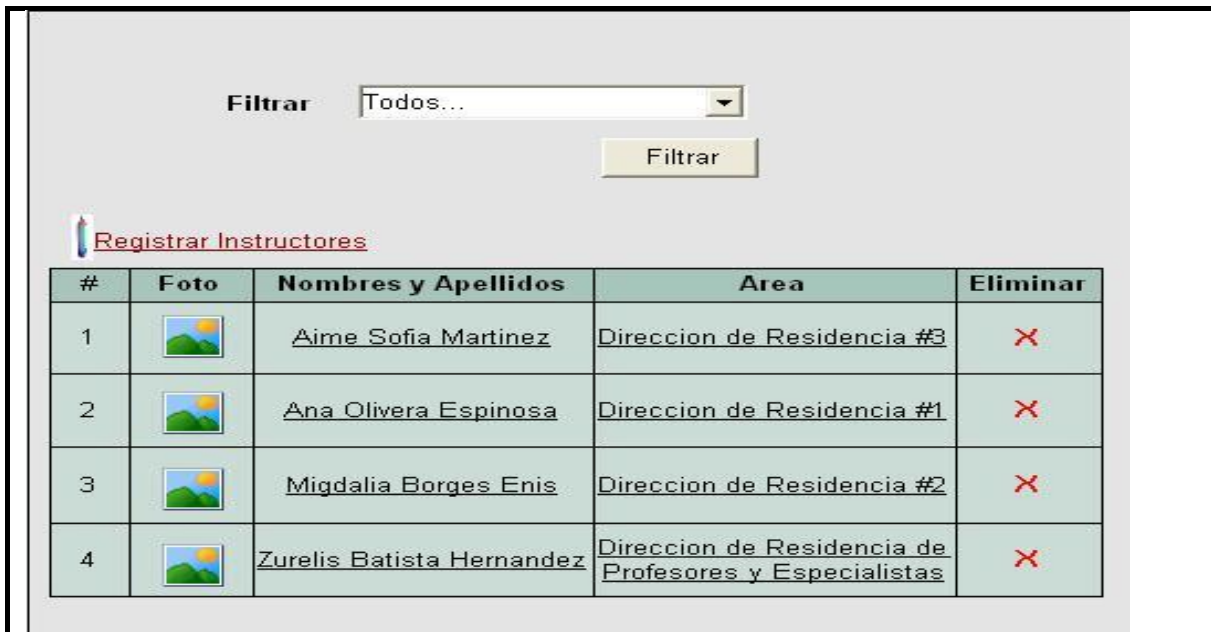 Filtrar Todos...
Filtrar
Registrar Instructores
# Foto Nombres y Apellidos Area Eliminar
1 Aime Sofia Martinez Direccion de Residencia #3
2 Ana Olivera Espinosa Direccion de Residencia #1
3 Migdalia Borges Enis Direccion de Residencia #2
4 Zurelis Batista Hernandez Direccion de Residencia de
Profesores y Especialistas